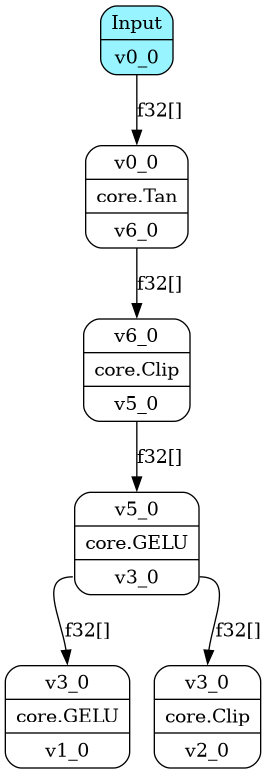 Input
v0_0
f32[]
v0_0
core.Tan
v6_0
f32[]
v6_0
core.Clip
v5_0
f32[]
v5_0
core.GELU
v3_0
f32[]
f32[]
v3_0
core.GELU
v1_0
v3_0
core.Clip
v2_0